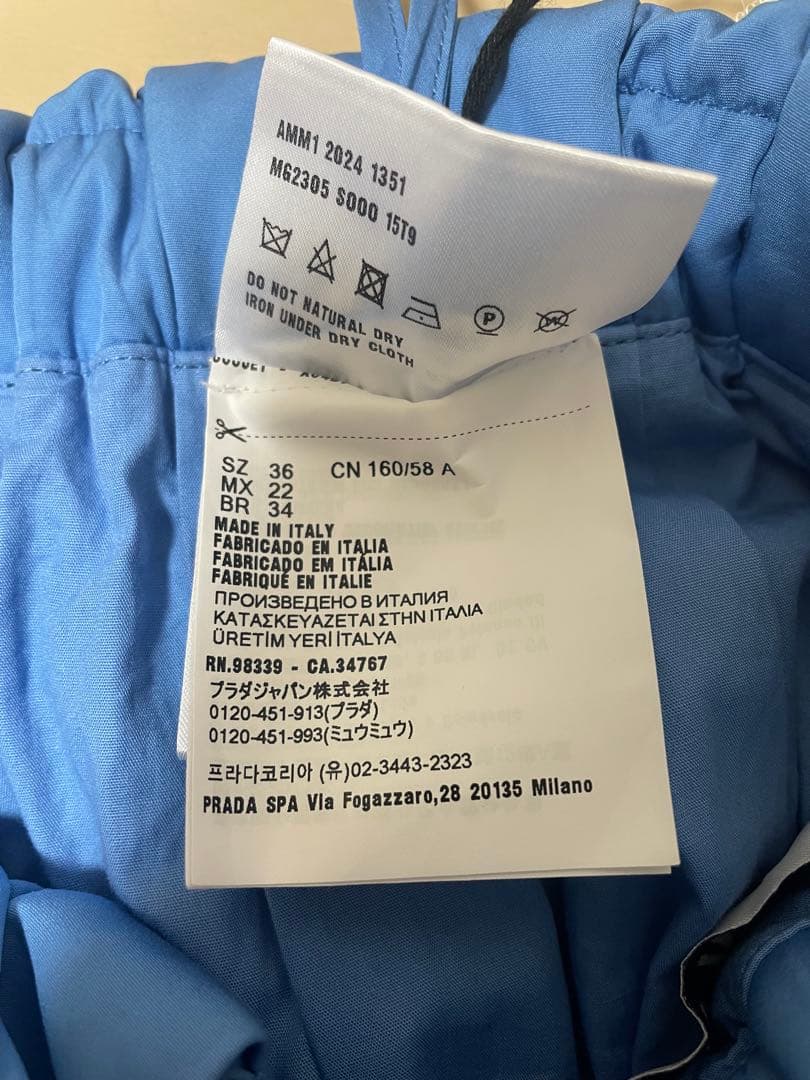 AMM1 2024 1351
MG2305 S000 15T9
P
W
DO NOT NATURAL DRY
IRON UNDER DRY CLOTH
SZ 36 CN 160/58 A
MX 22
BR 34
MADE IN ITALY
FABRICADO EN ITALIA
FABRICADO EM ITÁLIA
FABRIQUÉ EN ITALIE
ПРОИЗВЕДЕНО В ИТАЛИЯ
ΚΑΤΑΣΚΕΥΑΖΕΤΑΙ ΣΤΗΝ ΙΤΑΛΙΑ
ÜRETİM YERİ İTALYA
RN.98339 - CA.34767
プラダジャパン株式会社
0120-451-913(プラダ)
0120-451-993(ミュウミュウ)
프라다코리아 (유)02-3443-2323
PRADA SPA Via Fogazzaro,28 20135 Milano